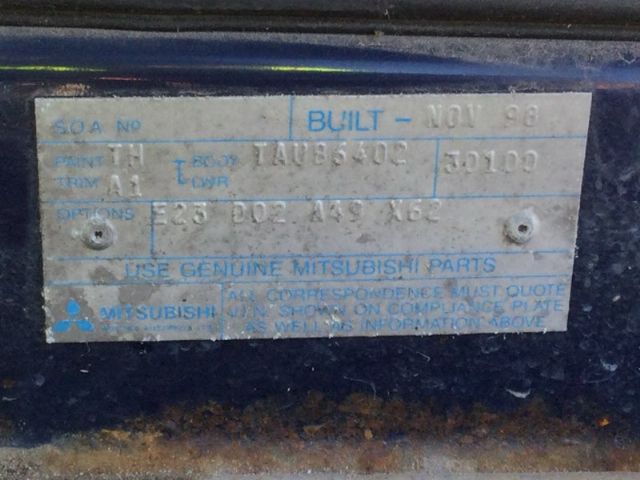 S.O.A No BUILT - NOV 98
PAINT TH BODY TAU86402 30100
TRIM A1 LWR
OPTIONS E23 D02 A49 X62
USE GENUINE MITSUBISHI PARTS
ALL CORRESPONDENCE MUST QUOTE
MITSUBISHI V.I.N. SHOWN ON COMPLIANCE PLATE
AS WELL AS INFORMATION ABOVE